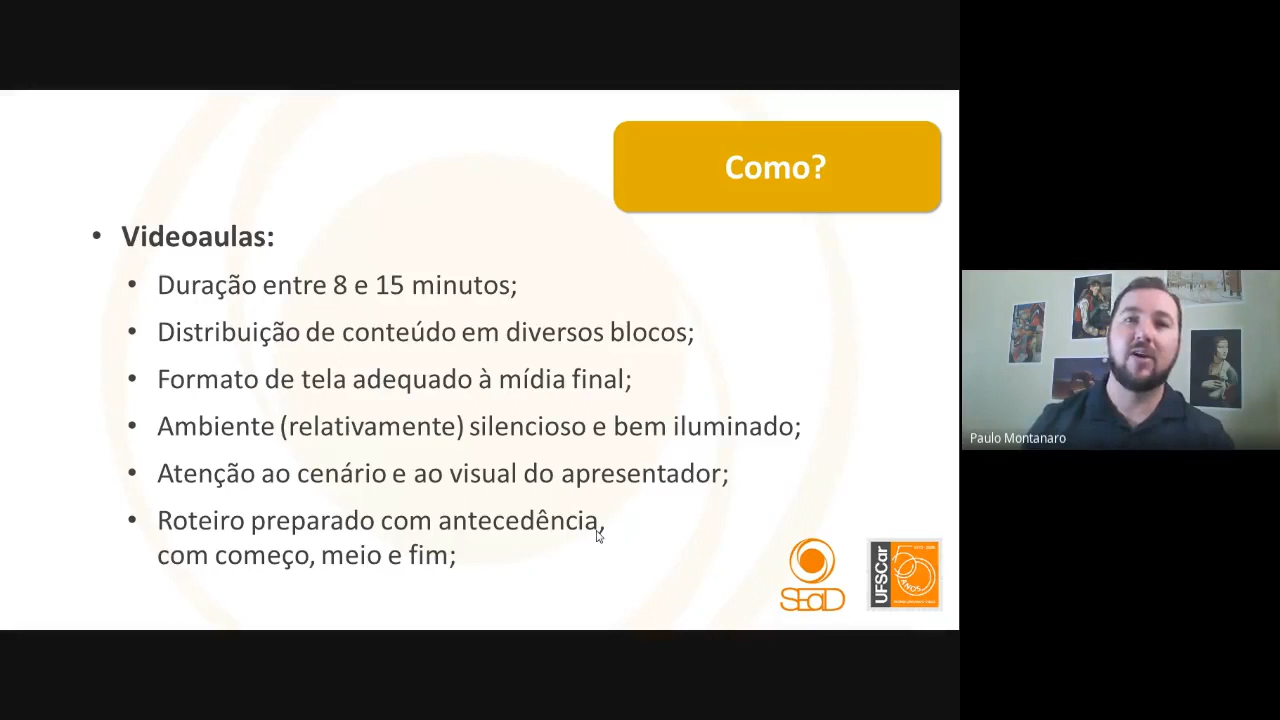 Como?
• Videoaulas:
• Duração entre 8 e 15 minutos;
• Distribuição de conteúdo em diversos blocos;
• Formato de tela adequado à mídia final;
• Ambiente (relativamente) silencioso e bem iluminado;
• Atenção ao cenário e ao visual do apresentador;
• Roteiro preparado com antecedência,
com começo, meio e fim;
SEaD
UFSCar
50
ANOS
Paulo Montanaro